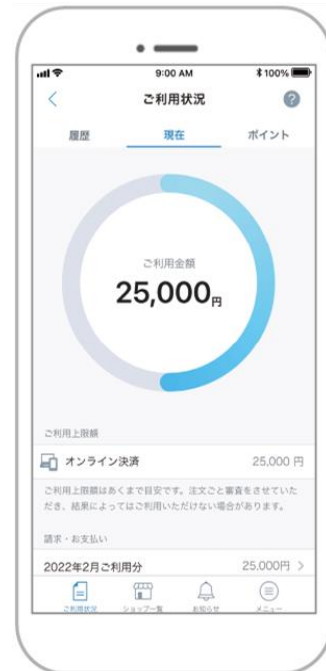 9:00 AM
100%
ご利用状況
?
履歴
現在
ポイント
ご利用金額
25,000円
ご利用上限額
オンライン決済
25,000 円
ご利用上限額はあくまで目安です。注文ごと審査をさせていた
だき、結果によってはご利用いただけない場合があります。
請求・お支払い
2022年2月ご利用分
25,000円
ご利用状況
ショップ一覧
お知らせ
メニュー